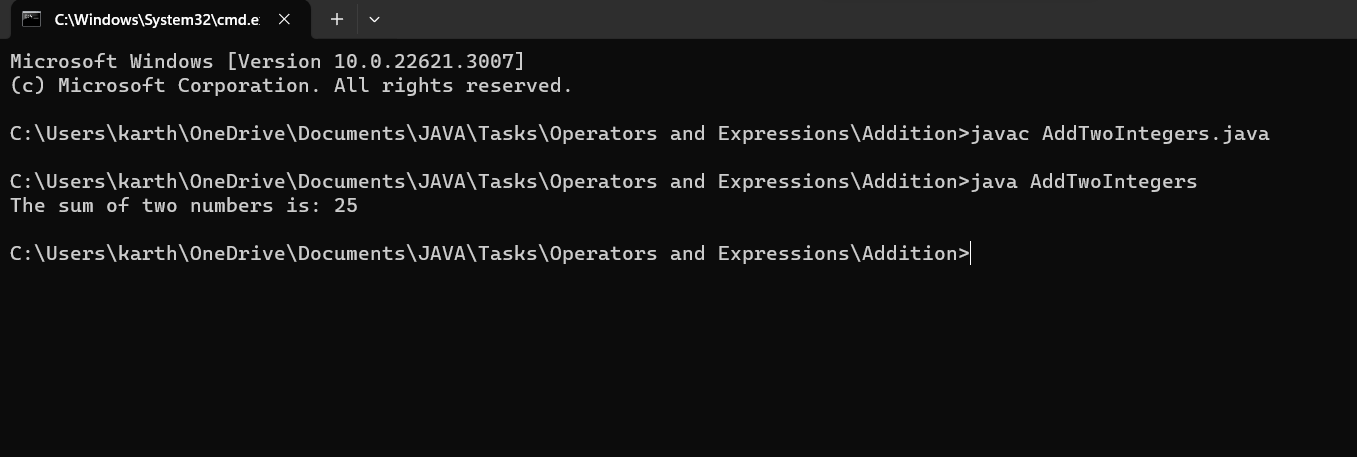 C:\Windows\System32\cmd.e
Microsoft Windows [Version 10.0.22621.3007]
(c) Microsoft Corporation. All rights reserved.
C:\Users\karth\OneDrive\Documents\JAVA\Tasks\Operators and Expressions\Addition>javac AddTwoIntegers.java
C:\Users\karth\OneDrive\Documents\JAVA\Tasks\Operators and Expressions\Addition>java AddTwoIntegers
The sum of two numbers is: 25
C:\Users\karth\OneDrive\Documents\JAVA\Tasks\Operators and Expressions\Addition>